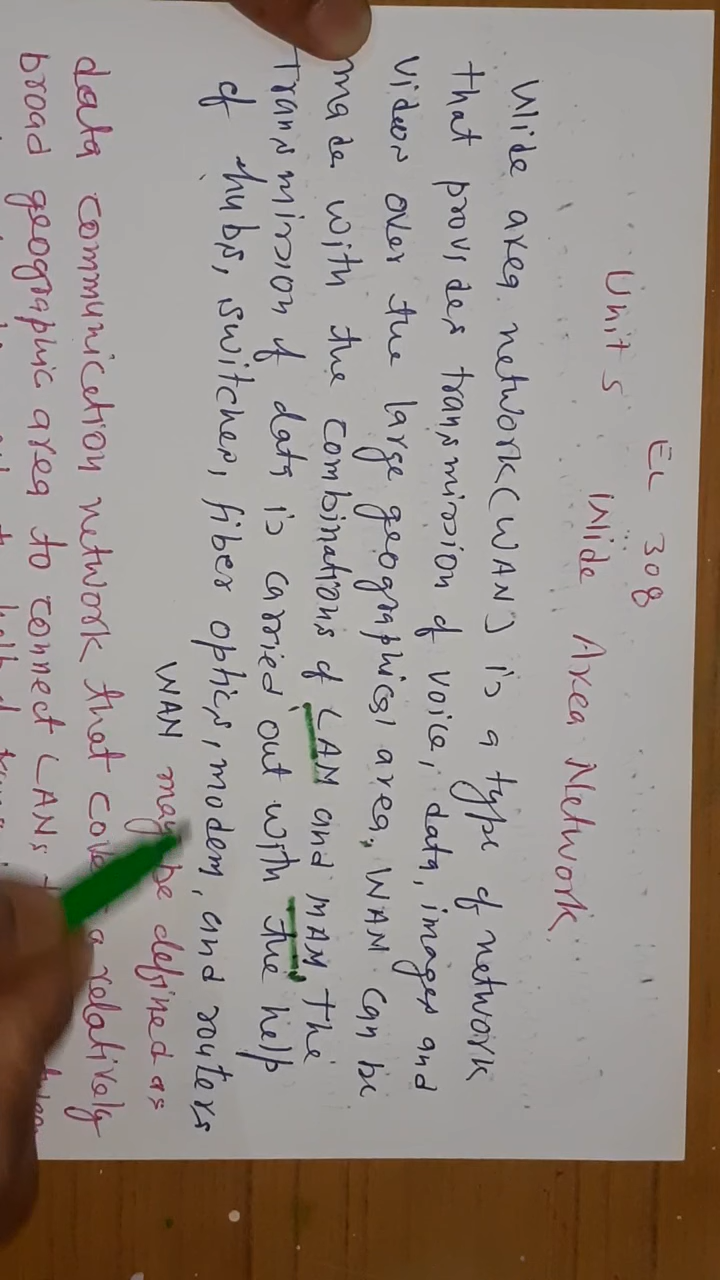 EL 308
Unit 5 Wide Area Network.
Wide area network (WAN) is a type of network
that provides transmission of voice, data, images and
videos over the large geographical area. WAN can be
made with the combinations of LAN and MAN The
transmission of data is carried out with the help
of hubs, switches, fiber optics, modem, and routers
WAN may be defined as
data communication network that a relatively
broad geographic area to connect LANs